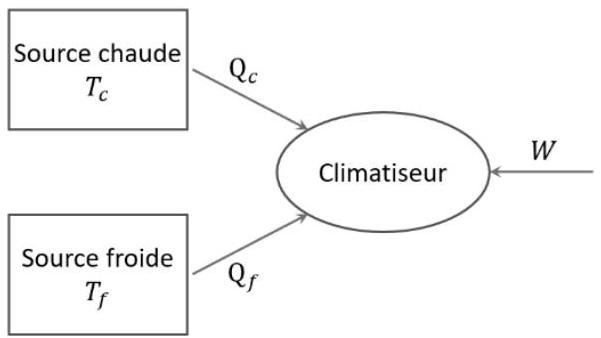 Source chaude
T_c
Q_c
Climatiseur
W
Source froide
T_f
Q_f